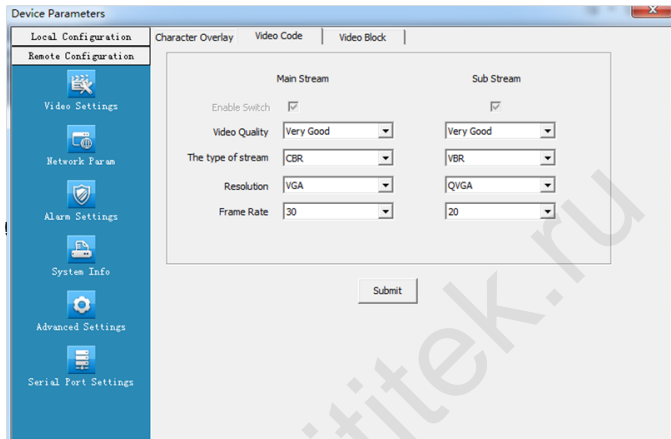 Device Parameters
Local Configuration
Remote Configuration
Video Settings
Network Param
Alarm Settings
System Info
Advanced Settings
Serial Port Settings
Character Overlay Video Code Video Block
Main Stream Sub Stream
Enable Switch
Video Quality Very Good Very Good
The type of stream CBR VBR
Resolution VGA QVGA
Frame Rate 30 20
Submit
itek.ru